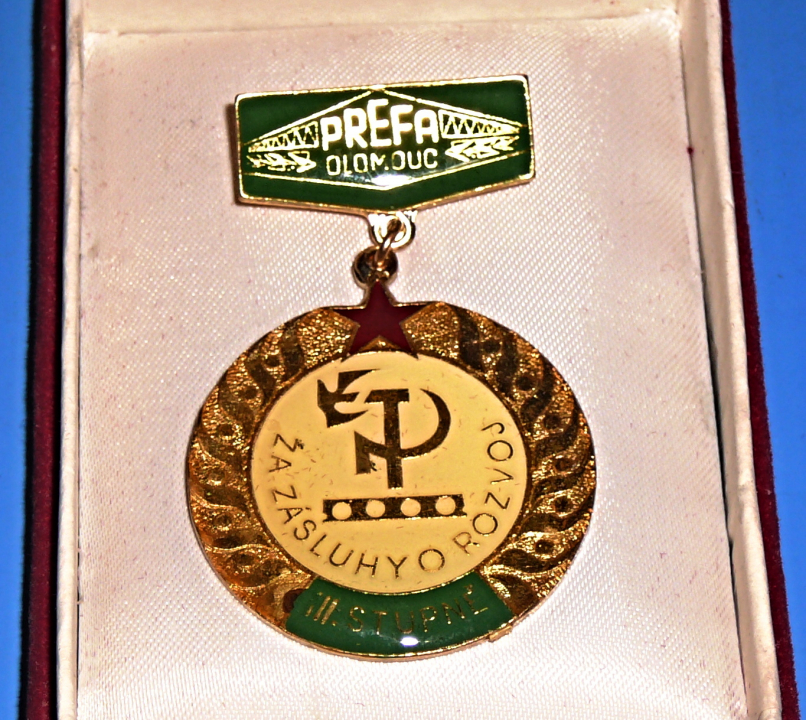 PREFA
OLOMOUC
ZA ZÁSLUHY O ROZVOJ
III. STUPNĚ